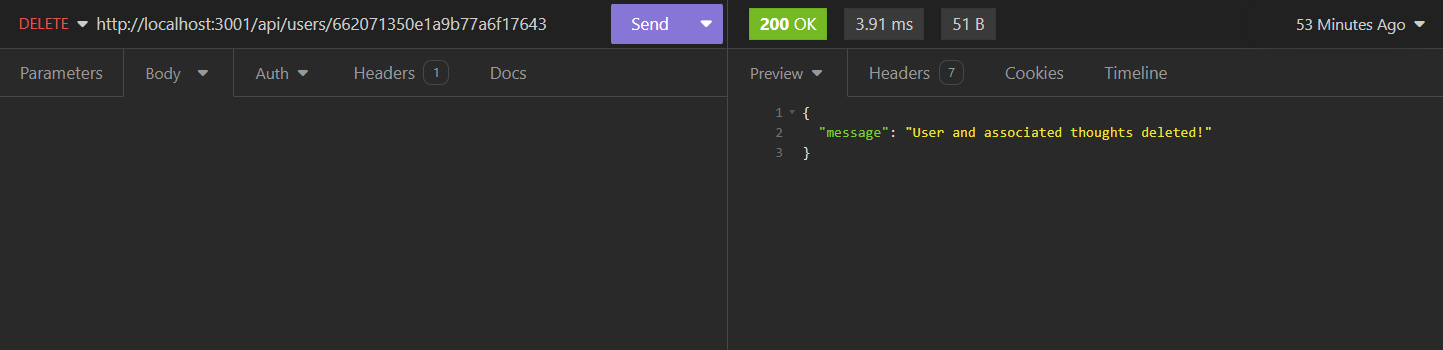 DELETE http://localhost:3001/api/users/662071350e1a9b77a6f17643 Send 200 OK 3.91 ms 51 B 53 Minutes Ago
Parameters Body Auth Headers 1 Docs Preview Headers 7 Cookies Timeline
1 {
2 "message": "User and associated thoughts deleted!"
3 }